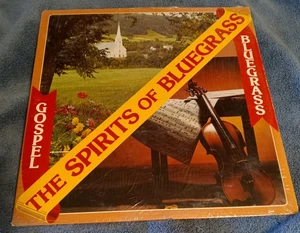 GOSPEL
THE SPIRITS OF BLUEGRASS
BLUEGRASS